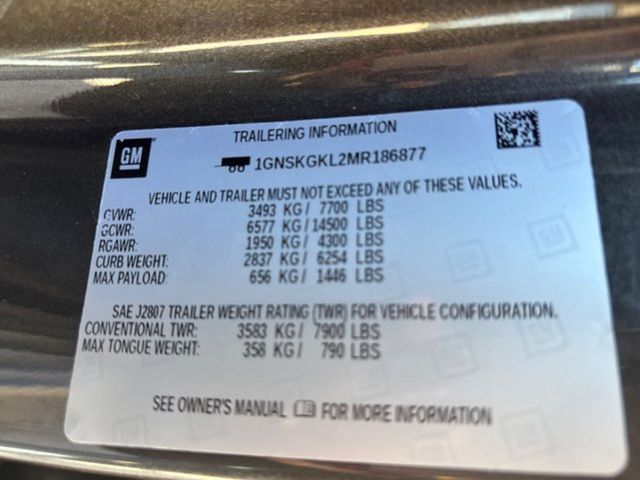 GM
TRAILERING INFORMATION
1GNSKGKL2MR186877
VEHICLE AND TRAILER MUST NOT EXCEED ANY OF THESE VALUES.
GVWR: 3493 KG / 7700 LBS
GCWR: 6577 KG / 14500 LBS
RGAWR: 1950 KG / 4300 LBS
CURB WEIGHT: 2837 KG / 6254 LBS
MAX PAYLOAD: 656 KG / 1446 LBS
SAE J2807 TRAILER WEIGHT RATING (TWR) FOR VEHICLE CONFIGURATION.
CONVENTIONAL TWR: 3583 KG / 7900 LBS
MAX TONGUE WEIGHT: 358 KG / 790 LBS
SEE OWNER'S MANUAL FOR MORE INFORMATION